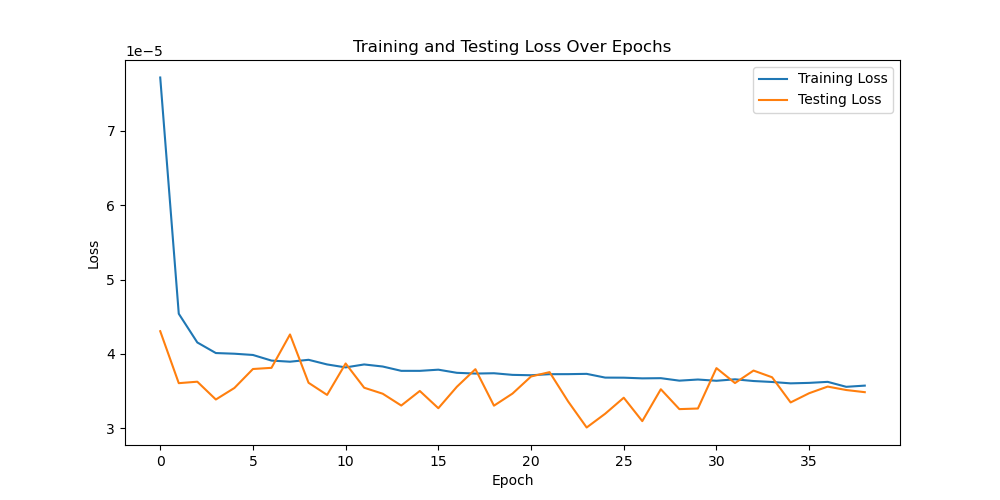 Training and Testing Loss Over Epochs
1e−5
Training Loss
Testing Loss
7
6
5
4
3
Loss
0 5 10 15 20 25 30 35
Epoch